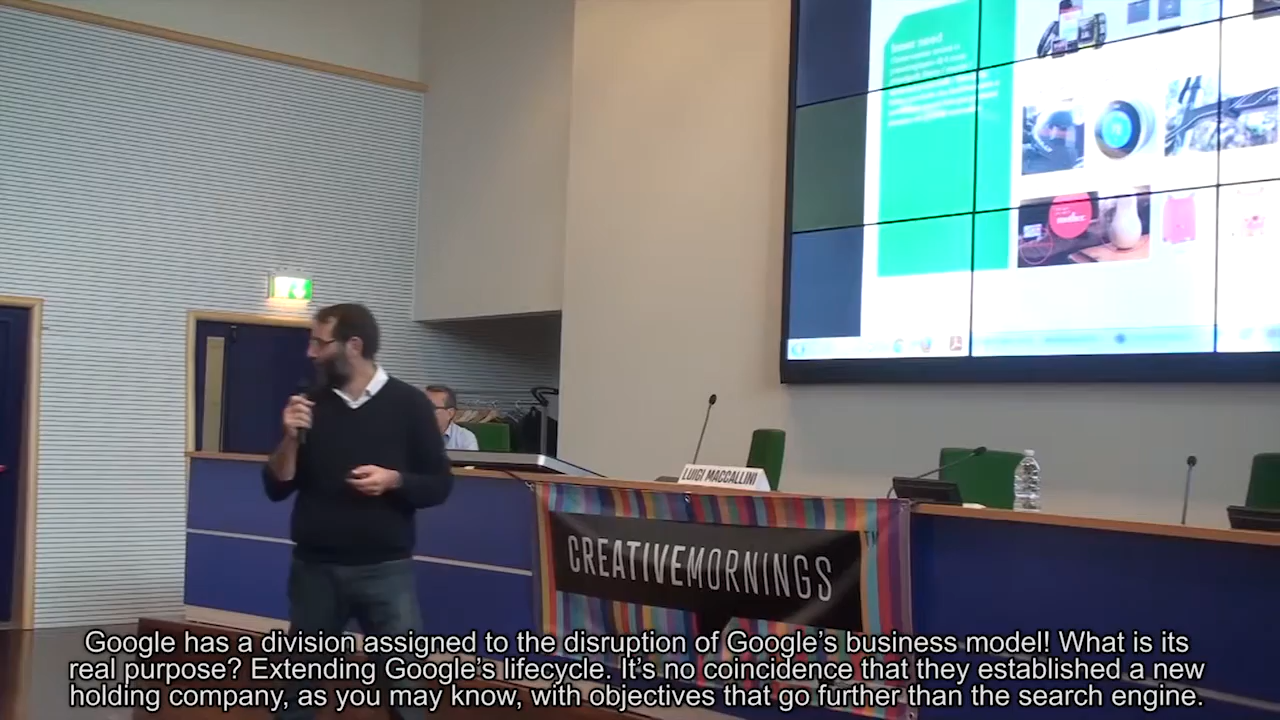 LUIGI MACCALLINI
CREATIVEMORNINGS™
Google has a division assigned to the disruption of Google’s business model! What is its
real purpose? Extending Google’s lifecycle. It’s no coincidence that they established a new
holding company, as you may know, with objectives that go further than the search engine.